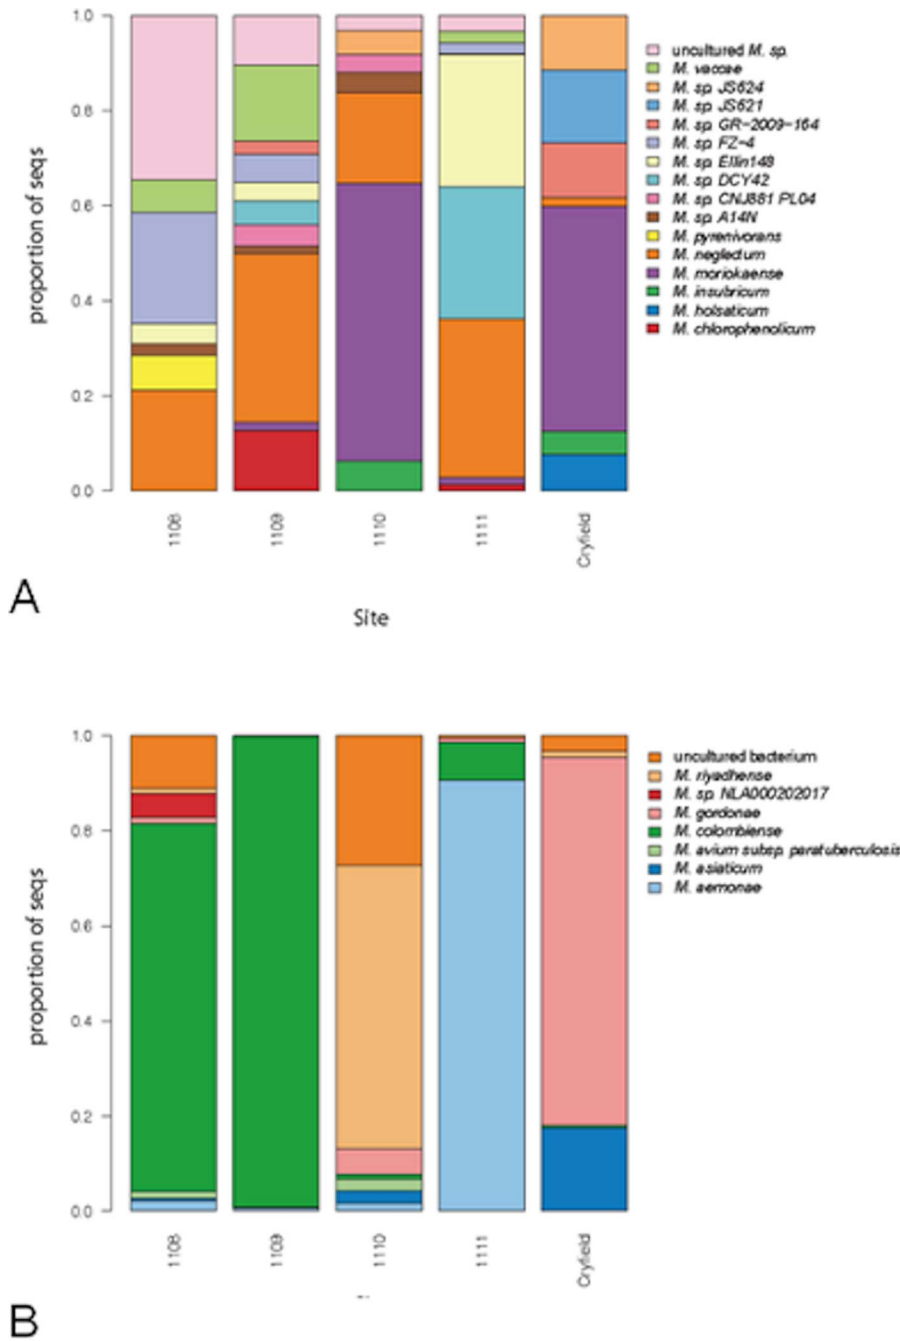 1.0
0.8
0.6
0.4
0.2
0.0
proportion of seqs
1108
1109
1110
1111
Cryfield
Site
uncultured M. sp.
M. vaccae
M. sp. JS624
M. sp. JS621
M. sp. GR-2009-164
M. sp. FZ-4
M. sp. Ellin148
M. sp. DCY42
M. sp. CNJ881 PL04
M. sp. A14N
M. pyrenivorans
M. neglectum
M. moriokaense
M. insubricum
M. holsaticum
M. chlorophenolicum
A
1.0
0.8
0.6
0.4
0.2
0.0
proportion of seqs
1108
1109
1110
1111
Cryfield
uncultured bacterium
M. riyadhense
M. sp. NLA000202017
M. gordonae
M. colombiense
M. avium subsp. paratuberculosis
M. asiaticum
M. aemonae
B